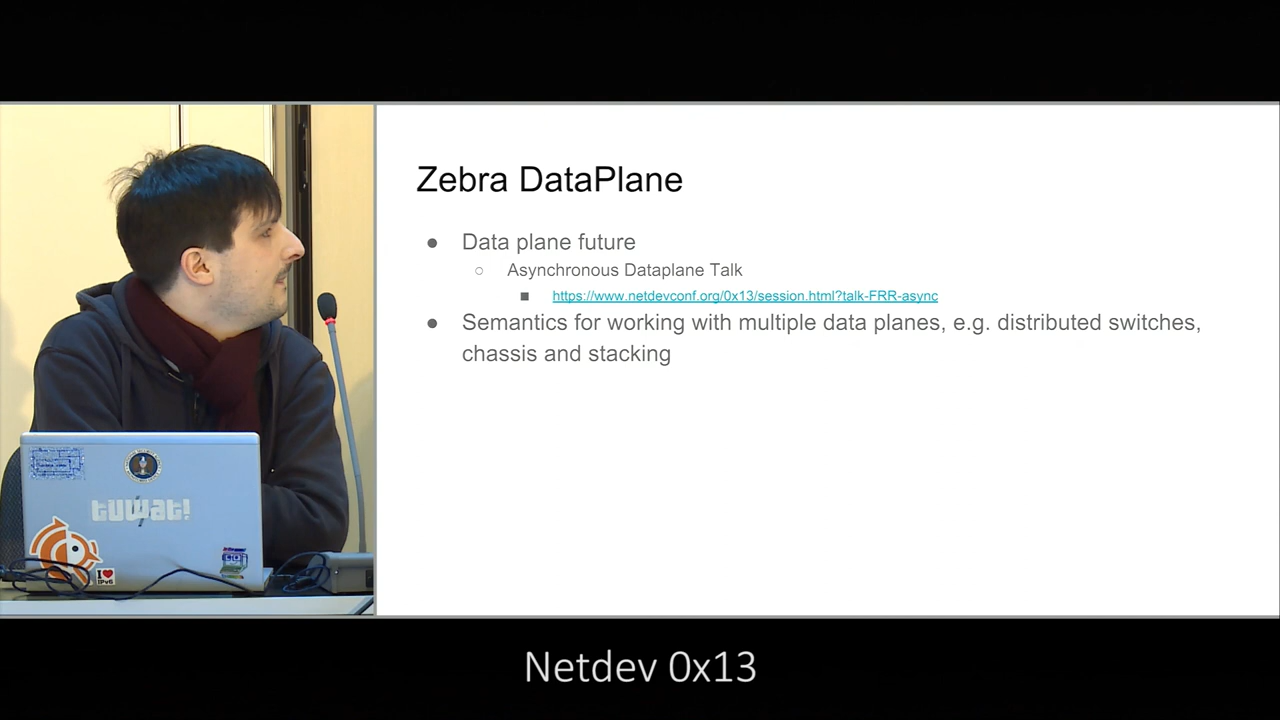 Zebra DataPlane
● Data plane future
○ Asynchronous Dataplane Talk
■ https://www.netdevconf.org/0x13/session.html?talk-FRR-async
● Semantics for working with multiple data planes, e.g. distributed switches,
chassis and stacking
tuwat!
I ♥
IPv6
Netdev 0x13